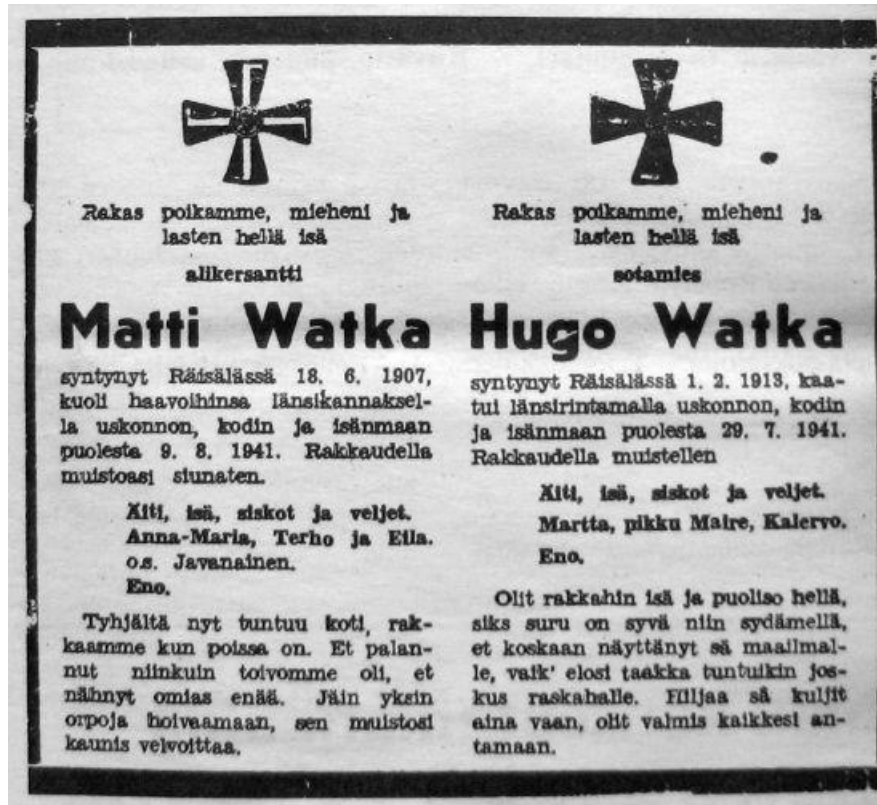 Rakas poikamme, mieheni ja
lasten hellä isä
alikersantti
Matti Watka
syntynyt Räisälässä 18. 6. 1907,
kuoli haavoihinsa länsikannaksel-
la uskonnon, kodin ja isänmaan
puolesta 9. 8. 1941. Rakkaudella
muistoasi siunaten.
Äiti, isä, siskot ja veljet.
Anna-Maria, Terho ja Eila.
o.s. Javanainen.
Eno.
Tyhjältä nyt tuntuu koti, rak-
kaamme kun poissa on. Et palan-
nut niinkuin toivomme oli, et
nähnyt omias enää. Jäin yksin
orpoja hoivaamaan, sen muistosi
kaunis velvoittaa.
Rakas poikamme, mieheni ja
lasten hellä isä
sotamies
Hugo Watka
syntynyt Räisälässä 1. 2. 1913, kaa-
tui länsirintamalla uskonnon, kodin
ja isänmaan puolesta 29. 7. 1941.
Rakkaudella muistellen
Äiti, isä, siskot ja veljet.
Martta, pikku Maire, Kalervo.
Eno.
Olit rakkahin isä ja puoliso hellä,
siks suru on syvä niin sydämellä,
et koskaan näyttänyt sä maailmal-
le, vaik' elosi taakka tuntuikin jos-
kus raskahalle. Hiljaa sä kuljit
aina vaan, olit valmis kaikkesi an-
tamaan.